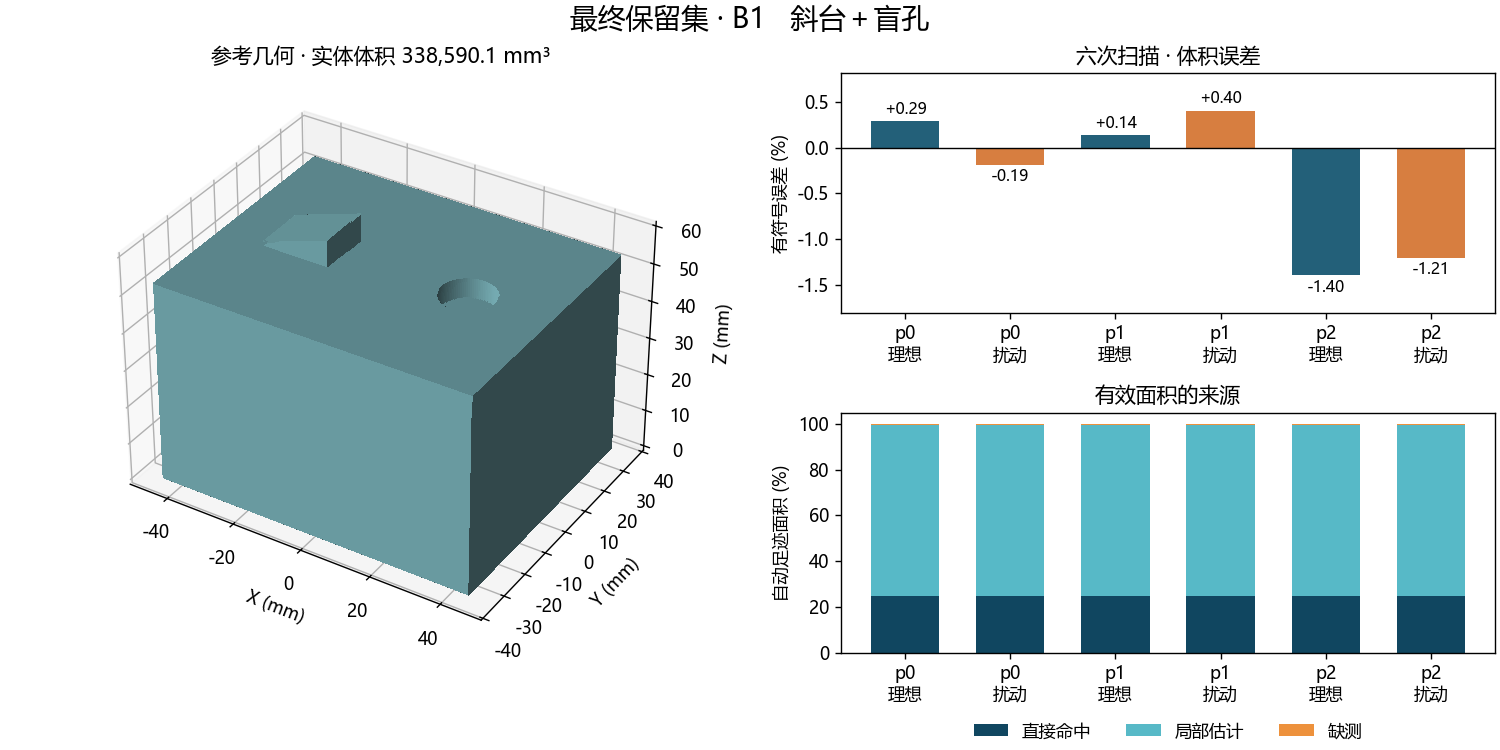 最终保留集 · B1 斜台 + 盲孔
参考几何 · 实体体积 338,590.1 mm³
60
50
40
30
20
10
0
Z (mm)
40
30
20
10
0
-10
-20
-30
-40
Y (mm)
-40
-20
0
20
40
X (mm)
六次扫描 · 体积误差
有符号误差 (%)
0.5
0.0
-0.5
-1.0
-1.5
+0.29
-0.19
+0.14
+0.40
-1.40
-1.21
p0 p0 p1 p1 p2 p2
理想 扰动 理想 扰动 理想 扰动
有效面积的来源
自动足迹面积 (%)
100
80
60
40
20
0
p0 p0 p1 p1 p2 p2
理想 扰动 理想 扰动 理想 扰动
直接命中 局部估计 缺测